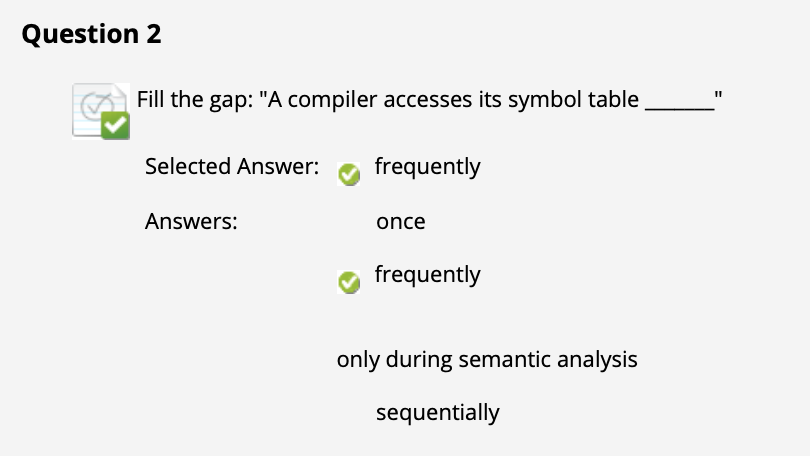 Question 2
Fill the gap: "A compiler accesses its symbol table _______"
Selected Answer: frequently
Answers: once
frequently
only during semantic analysis
sequentially